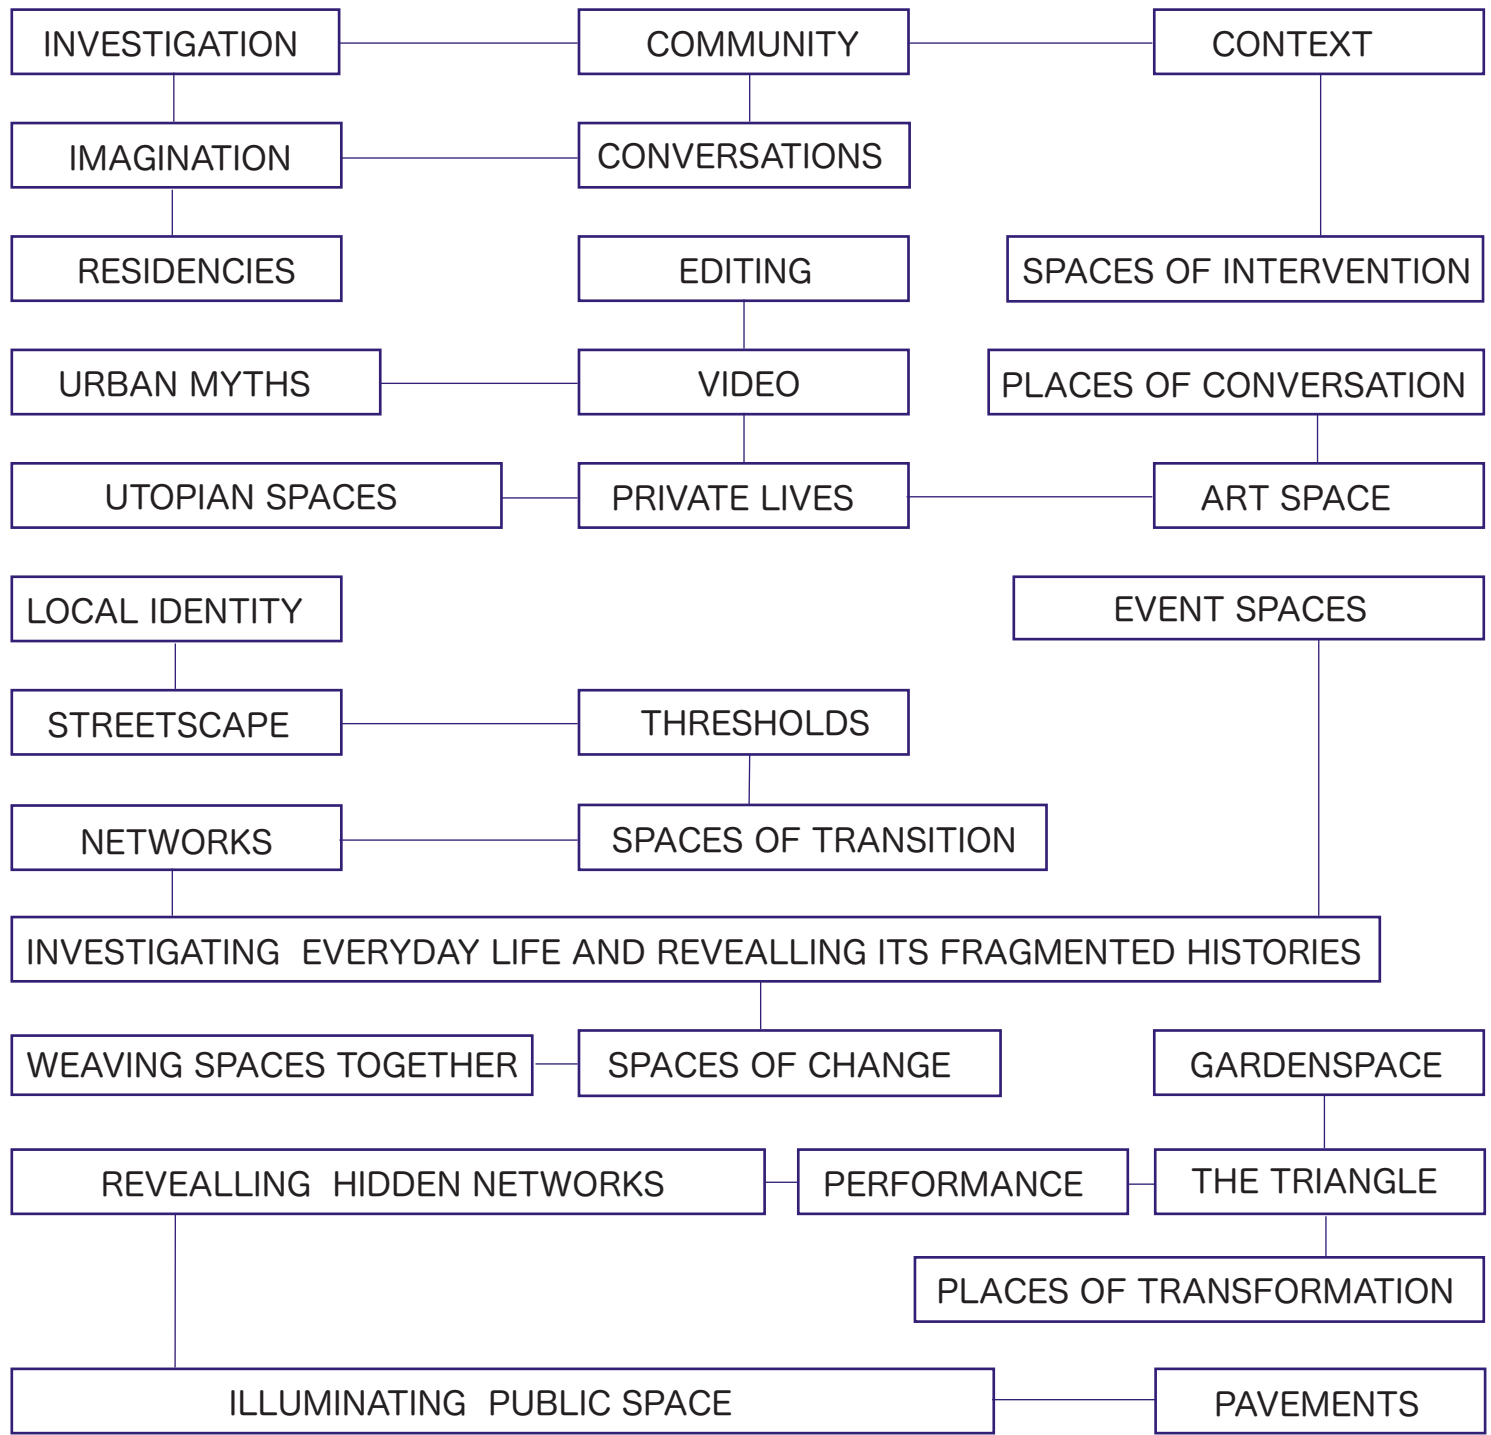 INVESTIGATION
COMMUNITY
CONTEXT
IMAGINATION
CONVERSATIONS
RESIDENCIES
EDITING
SPACES OF INTERVENTION
URBAN MYTHS
VIDEO
PLACES OF CONVERSATION
UTOPIAN SPACES
PRIVATE LIVES
ART SPACE
LOCAL IDENTITY
EVENT SPACES
STREETSCAPE
THRESHOLDS
NETWORKS
SPACES OF TRANSITION
INVESTIGATING EVERYDAY LIFE AND REVEALLING ITS FRAGMENTED HISTORIES
WEAVING SPACES TOGETHER
SPACES OF CHANGE
GARDENSPACE
REVEALLING HIDDEN NETWORKS
PERFORMANCE
THE TRIANGLE
PLACES OF TRANSFORMATION
ILLUMINATING PUBLIC SPACE
PAVEMENTS